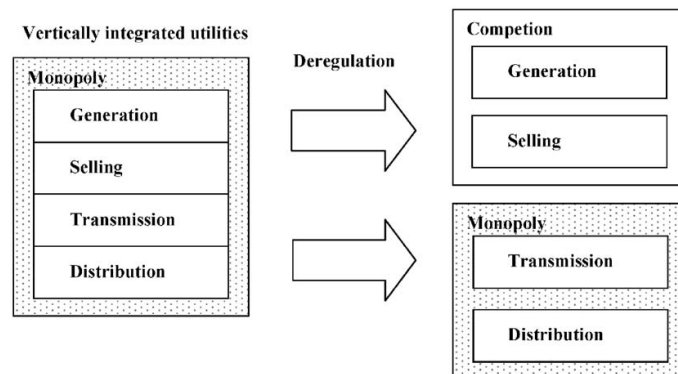 Vertically integrated utilities
Monopoly
Generation
Selling
Transmission
Distribution
Deregulation
Competion
Generation
Selling
Monopoly
Transmission
Distribution